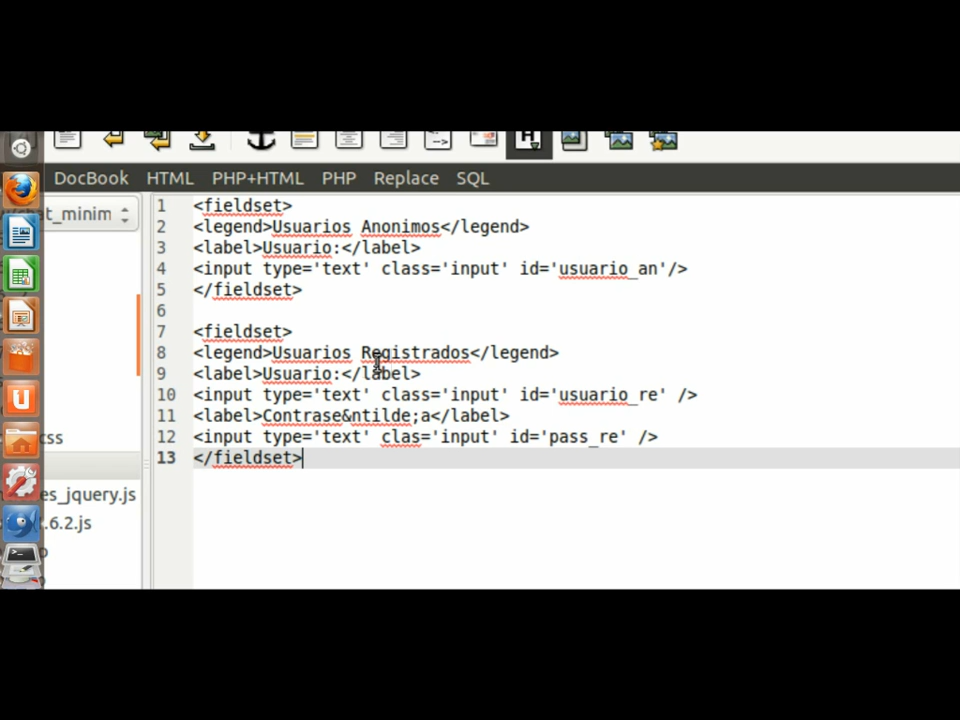 DocBook HTML PHP+HTML PHP Replace SQL
at_minim
1 <fieldset>
2 <legend>Usuarios Anonimos</legend>
3 <label>Usuario:</label>
4 <input type='text' class='input' id='usuario_an'/>
5 </fieldset>
6
7 <fieldset>
8 <legend>Usuarios Registrados</legend>
9 <label>Usuario:</label>
10 <input type='text' class='input' id='usuario_re' />
11 <label>Contrase&ntilde;a</label>
12 <input type='text' clas='input' id='pass_re' />
13 </fieldset>
css
es_jquery.js
.6.2.js